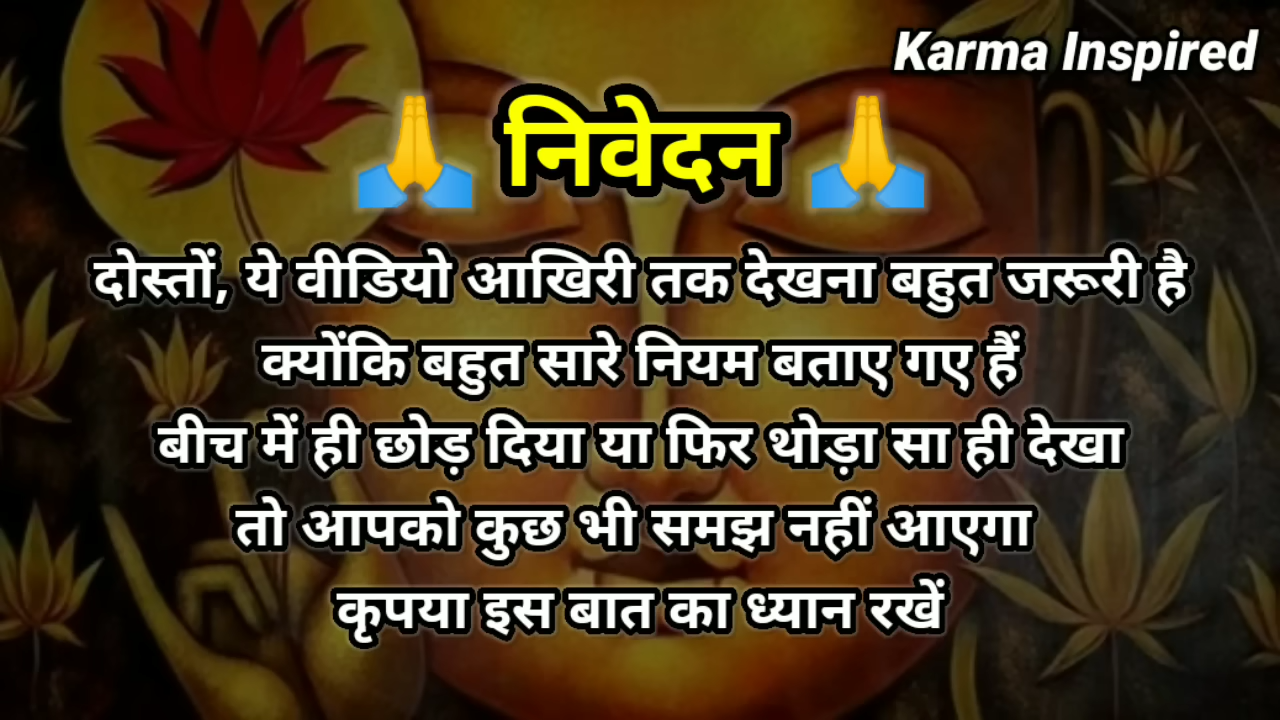 Karma Inspired
🙏 निवेदन 🙏
दोस्तों, ये वीडियो आखिरी तक देखना बहुत जरूरी है
क्योंकि बहुत सारे नियम बताए गए हैं
बीच में ही छोड़ दिया या फिर थोड़ा सा ही देखा
तो आपको कुछ भी समझ नहीं आएगा
कृपया इस बात का ध्यान रखें